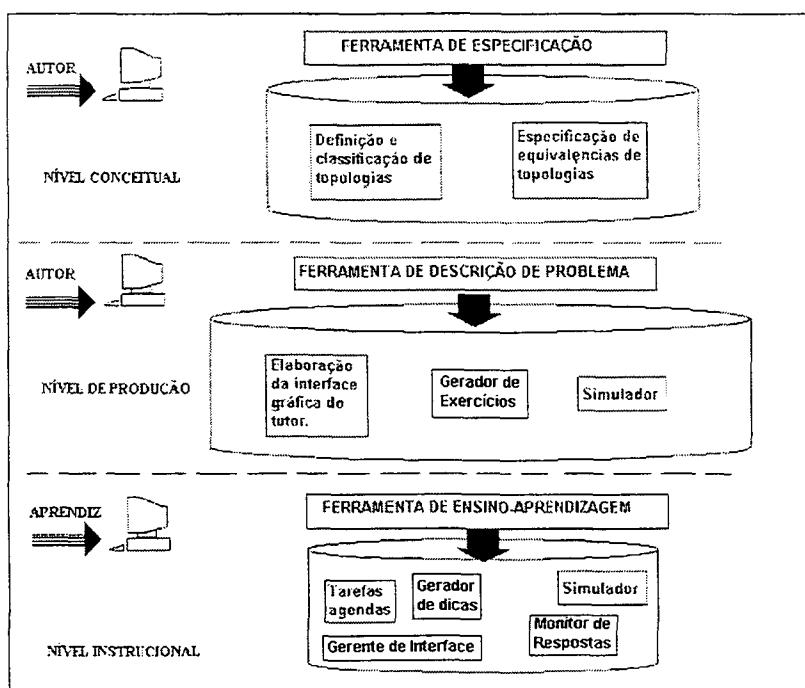 FERRAMENTA DE ESPECIFICAÇÃO
AUTOR
Definição e
classificação de
topologias
Especificação de
equivalências de
topologias
NÍVEL CONCEITUAL
AUTOR
FERRAMENTA DE DESCRIÇÃO DE PROBLEMA
Elaboração
da interface
gráfica do
tutor.
Gerador de
Exercícios
Simulador
NÍVEL DE PRODUÇÃO
APRENDIZ
FERRAMENTA DE ENSINO-APRENDIZAGEM
Tarefas
agendas
Gerador
de dicas
Simulador
Gerente de Interface
Monitor de
Respostas
NÍVEL INSTRUCIONAL